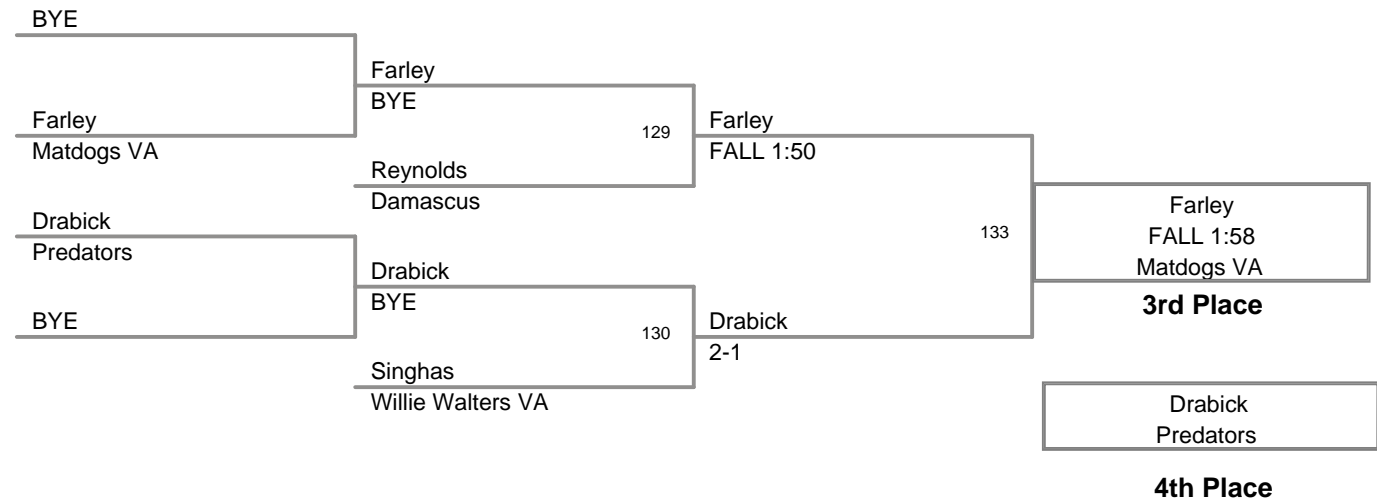 BYE
Farley
BYE
Farley
Matdogs VA
129
Farley
FALL 1:50
Reynolds
Damascus
Drabick
Predators
133
Farley
FALL 1:58
Matdogs VA
3rd Place
Drabick
BYE
BYE
130
Drabick
2-1
Singhas
Willie Walters VA
Drabick
Predators
4th Place